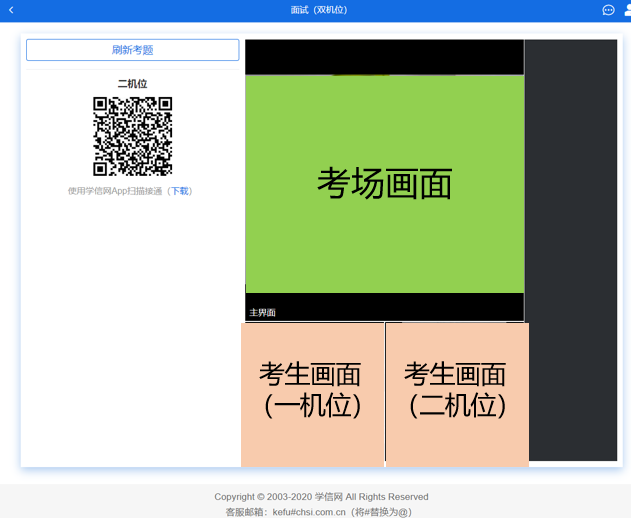 面试（双机位）
刷新考题
二机位
使用学信网App扫描接通（下载）
考场画面
主界面
考生画面
（一机位）
考生画面
（二机位）
Copyright © 2003-2020 学信网 All Rights Reserved
客服邮箱：kefu#chsi.com.cn（将#替换为@）